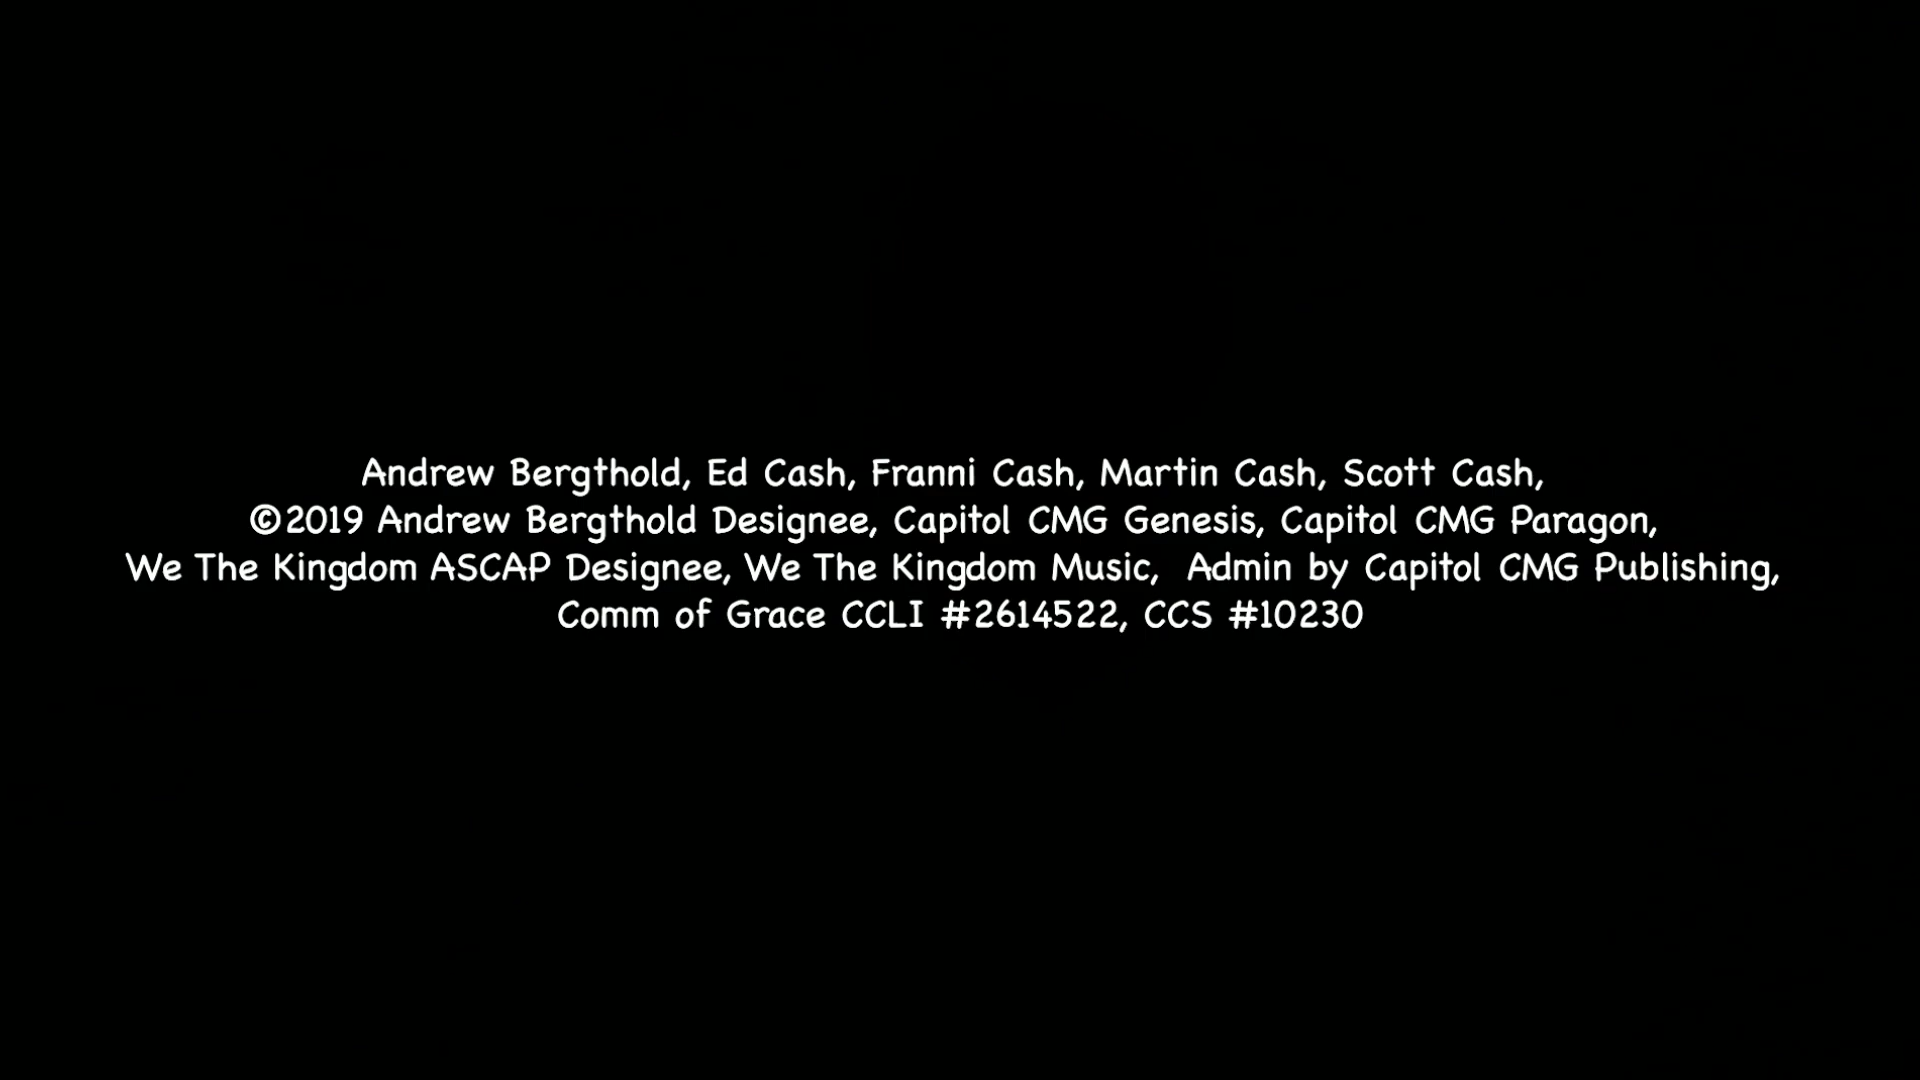 Andrew Bergthold, Ed Cash, Franni Cash, Martin Cash, Scott Cash,
©2019 Andrew Bergthold Designee, Capitol CMG Genesis, Capitol CMG Paragon,
We The Kingdom ASCAP Designee, We The Kingdom Music,  Admin by Capitol CMG Publishing,
Comm of Grace CCLI #2614522, CCS #10230